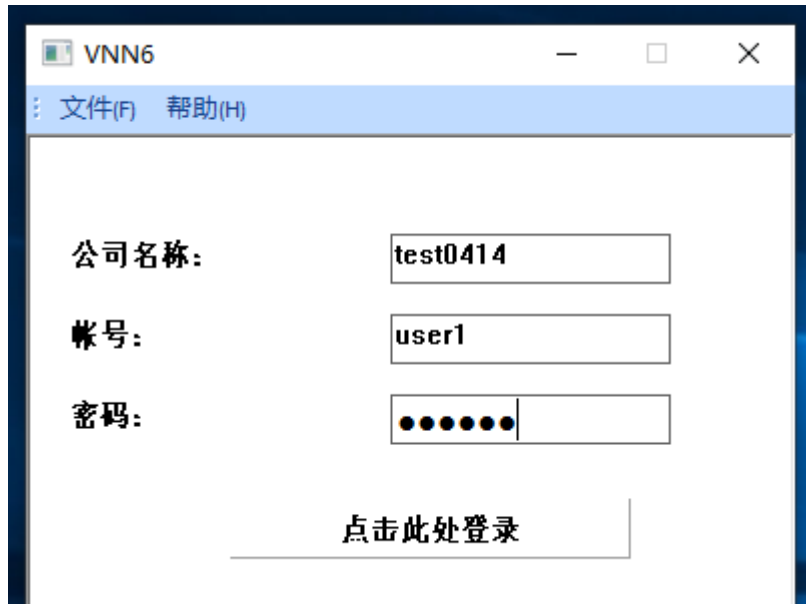 VNN6
文件(F) 帮助(H)
公司名称: test0414
帐号: user1
密码: ●●●●●●
点击此处登录